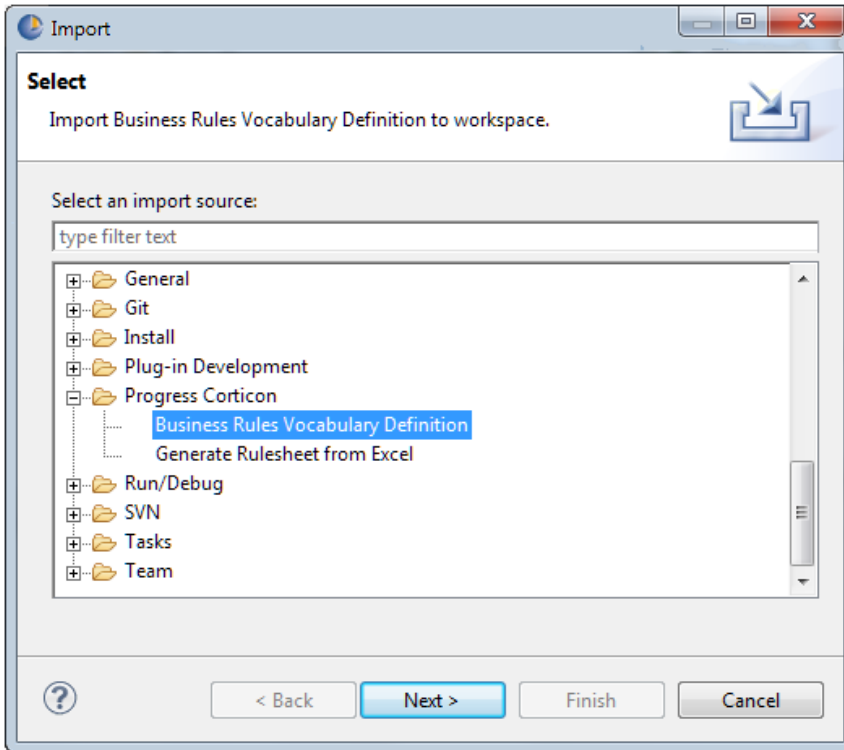 Import
Select
Import Business Rules Vocabulary Definition to workspace.
Select an import source:
type filter text
General
Git
Install
Plug-in Development
Progress Corticon
Business Rules Vocabulary Definition
Generate Rulesheet from Excel
Run/Debug
SVN
Tasks
Team
? < Back Next > Finish Cancel